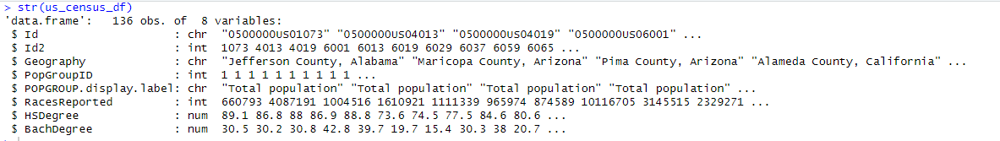 > str(us_census_df)
'data.frame':   136 obs. of  8 variables:
 $ Id                    : chr  "0500000US01073" "0500000US04013" "0500000US04019" "0500000US06001" ...
 $ Id2                   : int  1073 4013 4019 6001 6013 6019 6029 6037 6059 6065 ...
 $ Geography             : chr  "Jefferson County, Alabama" "Maricopa County, Arizona" "Pima County, Arizona" "Alameda County, California" ...
 $ PopGroupID            : int  1 1 1 1 1 1 1 1 1 1 ...
 $ POPGROUP.display.label: chr  "Total population" "Total population" "Total population" "Total population" ...
 $ RacesReported         : int  660793 4087191 1004516 1610921 1111339 965974 874589 10116705 3145515 2329271 ...
 $ HSDegree              : num  89.1 86.8 88 86.9 88.8 73.6 74.5 77.5 84.6 80.6 ...
 $ BachDegree            : num  30.5 30.2 30.8 42.8 39.7 19.7 15.4 30.3 38 20.7 ...